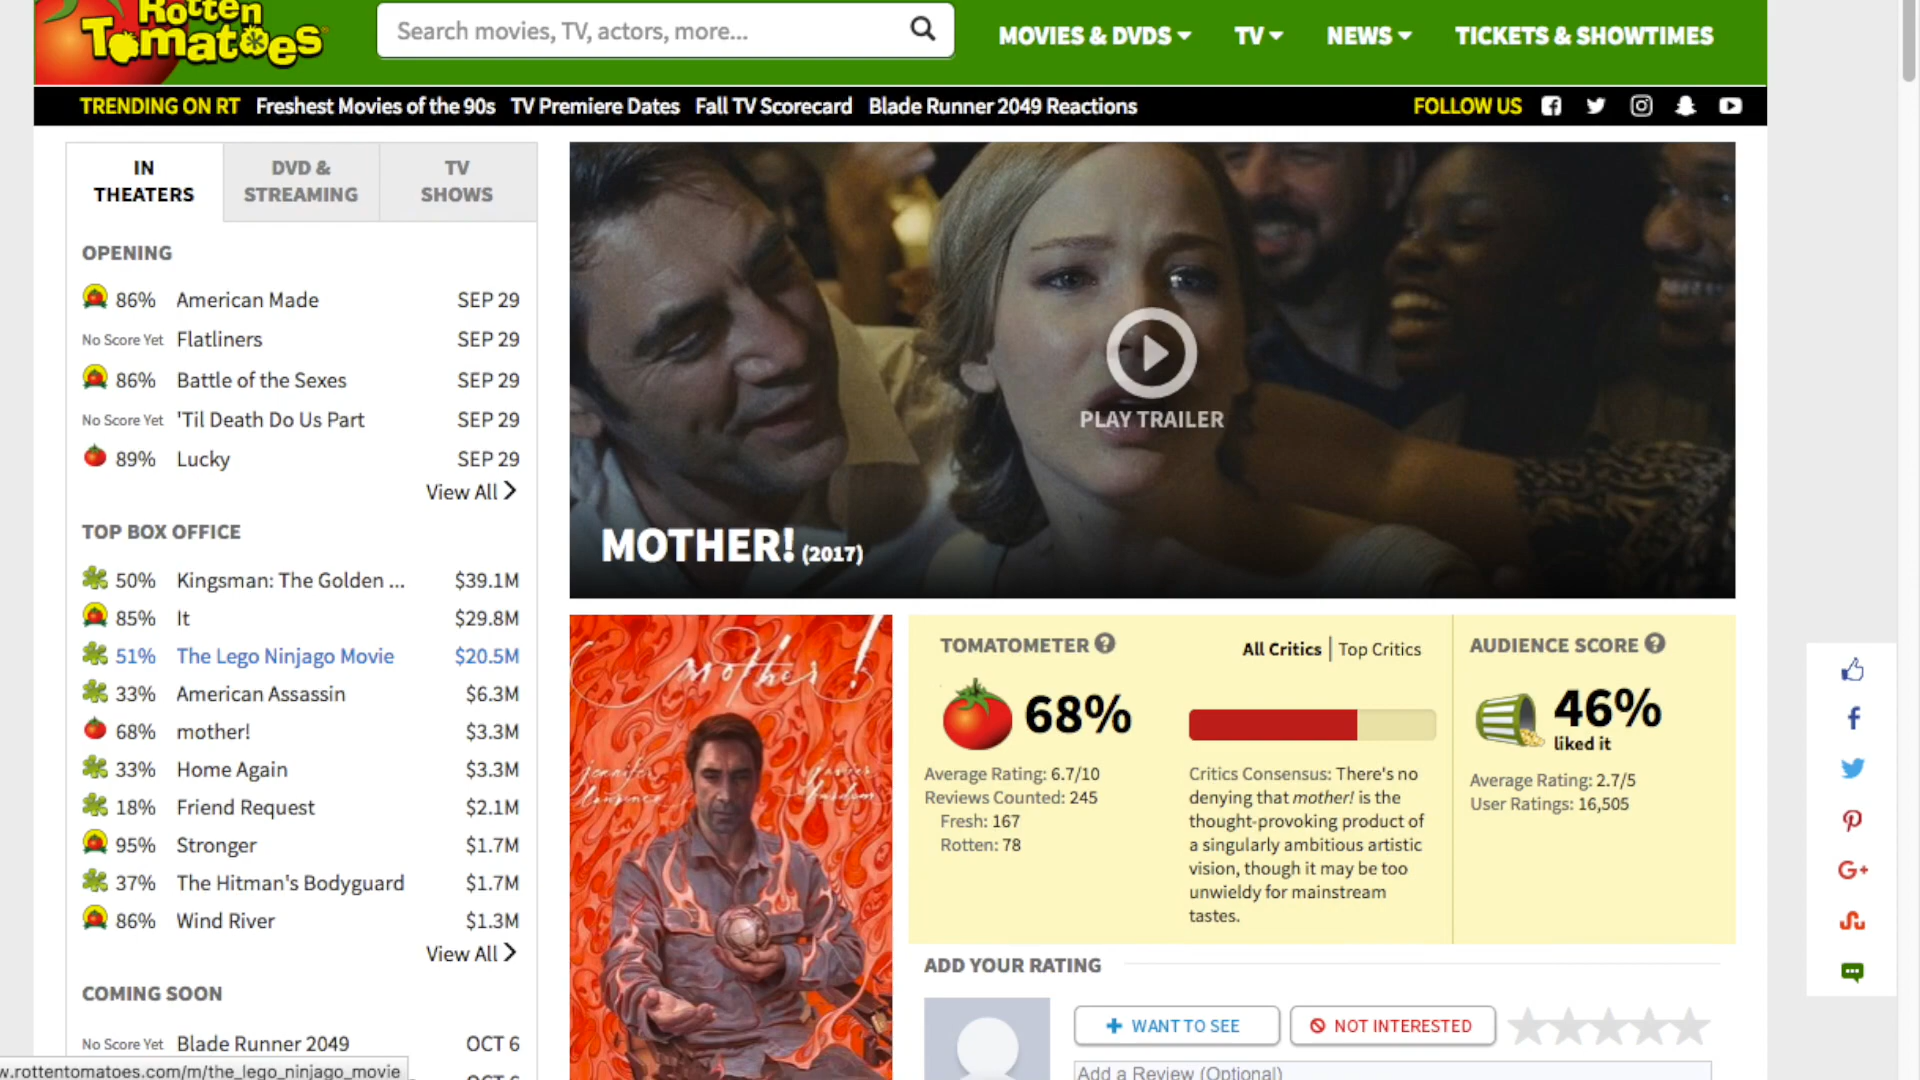 Rotten
Tomatoes
Search movies, TV, actors, more...
MOVIES & DVDS
TV
NEWS
TICKETS & SHOWTIMES
TRENDING ON RT
Freshest Movies of the 90s
TV Premiere Dates
Fall TV Scorecard
Blade Runner 2049 Reactions
FOLLOW US
IN THEATERS
DVD & STREAMING
TV SHOWS
OPENING
86% American Made SEP 29
No Score Yet Flatliners SEP 29
86% Battle of the Sexes SEP 29
No Score Yet 'Til Death Do Us Part SEP 29
89% Lucky SEP 29
View All
TOP BOX OFFICE
50% Kingsman: The Golden ... $39.1M
85% It $29.8M
51% The Lego Ninjago Movie $20.5M
33% American Assassin $6.3M
68% mother! $3.3M
33% Home Again $3.3M
18% Friend Request $2.1M
95% Stronger $1.7M
37% The Hitman's Bodyguard $1.7M
86% Wind River $1.3M
View All
COMING SOON
No Score Yet Blade Runner 2049 OCT 6
w.rottentomatoes.com/m/the_lego_ninjago_movie
PLAY TRAILER
MOTHER! (2017)
mother!
jennifer lawrence
javier bardem
TOMATOMETER
All Critics | Top Critics
68%
Average Rating: 6.7/10
Reviews Counted: 245
Fresh: 167
Rotten: 78
Critics Consensus: There's no
denying that mother! is the
thought-provoking product of
a singularly ambitious artistic
vision, though it may be too
unwieldy for mainstream
tastes.
AUDIENCE SCORE
46%
liked it
Average Rating: 2.7/5
User Ratings: 16,505
ADD YOUR RATING
WANT TO SEE
NOT INTERESTED
Add a Review (Optional)
G+